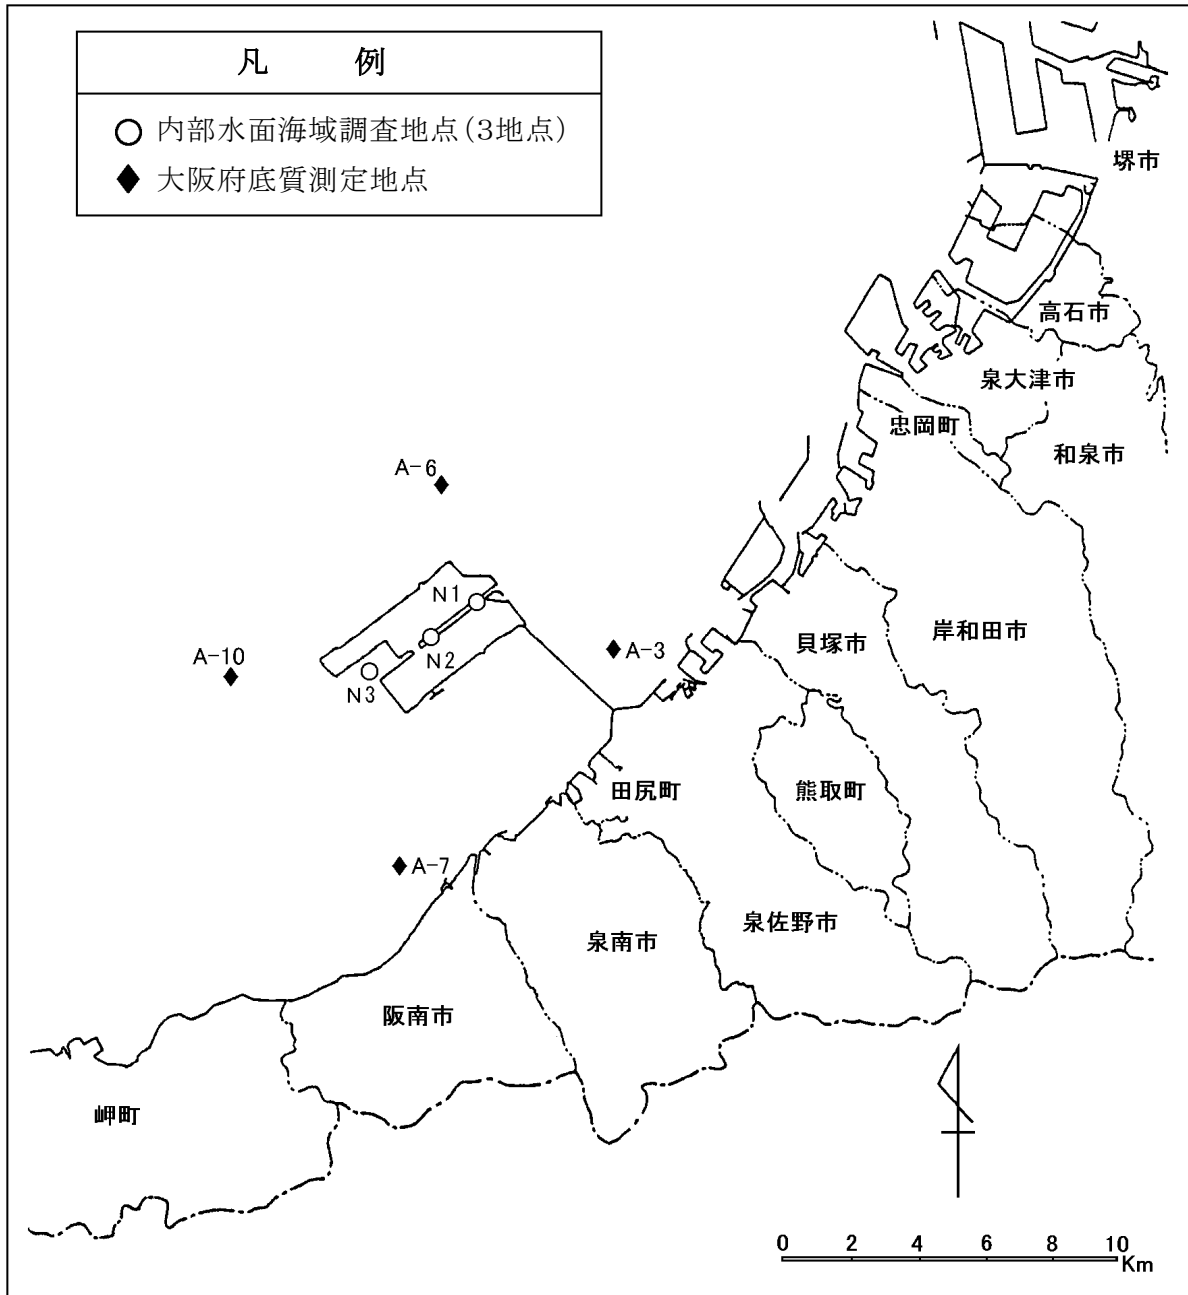 凡 例
内部水面海域調査地点(3地点)
大阪府底質測定地点
堺市
高石市
泉大津市
忠岡町
和泉市
A-6
N1
岸和田市
貝塚市
A-3
A-10
N2
N3
田尻町
熊取町
A-7
泉佐野市
泉南市
阪南市
岬町
0 2 4 6 8 10
Km